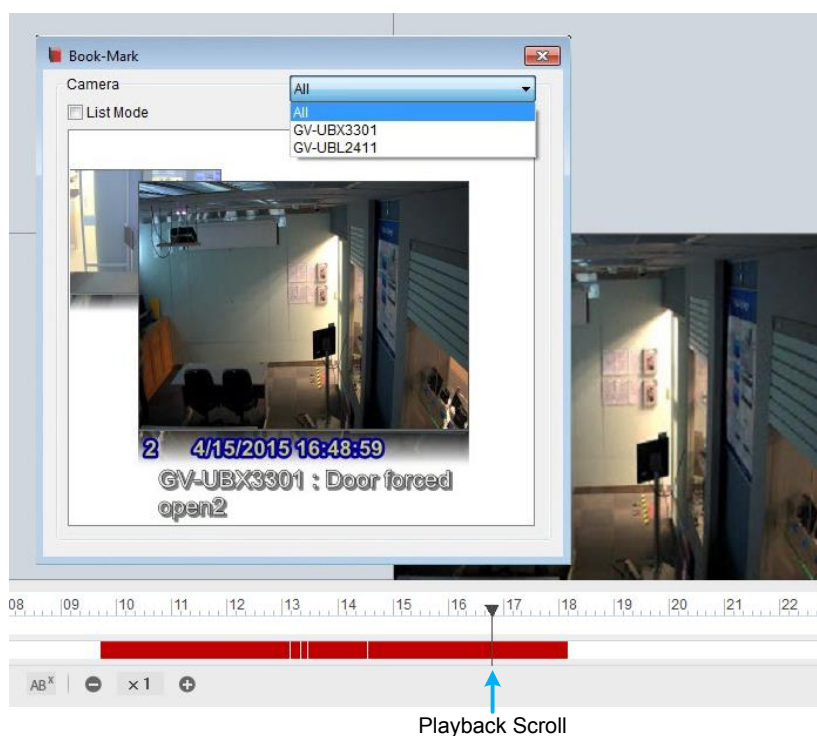 Book-Mark
Camera
All
List Mode
All
GV-UBX3301
GV-UBL2411
2 4/15/2015 16:48:59
GV-UBX3301 : Door forced
open2
08 09 10 11 12 13 14 15 16 17 18 19 20 21 22
ABX × 1
Playback Scroll